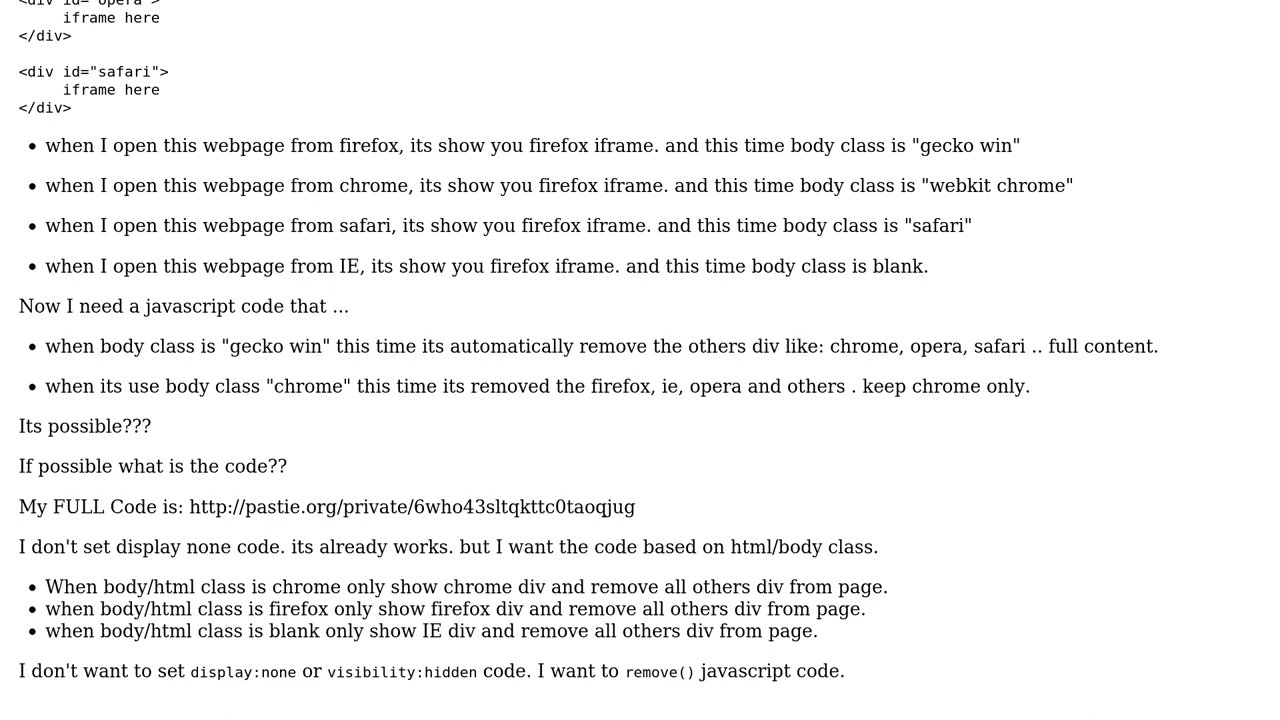 <div id="opera">
iframe here
</div>
<div id="safari">
iframe here
</div>
when I open this webpage from firefox, its show you firefox iframe. and this time body class is "gecko win"
when I open this webpage from chrome, its show you firefox iframe. and this time body class is "webkit chrome"
when I open this webpage from safari, its show you firefox iframe. and this time body class is "safari"
when I open this webpage from IE, its show you firefox iframe. and this time body class is blank.
Now I need a javascript code that ...
when body class is "gecko win" this time its automatically remove the others div like: chrome, opera, safari .. full content.
when its use body class "chrome" this time its removed the firefox, ie, opera and others . keep chrome only.
Its possible???
If possible what is the code??
My FULL Code is: http://pastie.org/private/6who43sltqkttc0taoqjug
I don't set display none code. its already works. but I want the code based on html/body class.
When body/html class is chrome only show chrome div and remove all others div from page.
when body/html class is firefox only show firefox div and remove all others div from page.
when body/html class is blank only show IE div and remove all others div from page.
I don't want to set display:none or visibility:hidden code. I want to remove() javascript code.